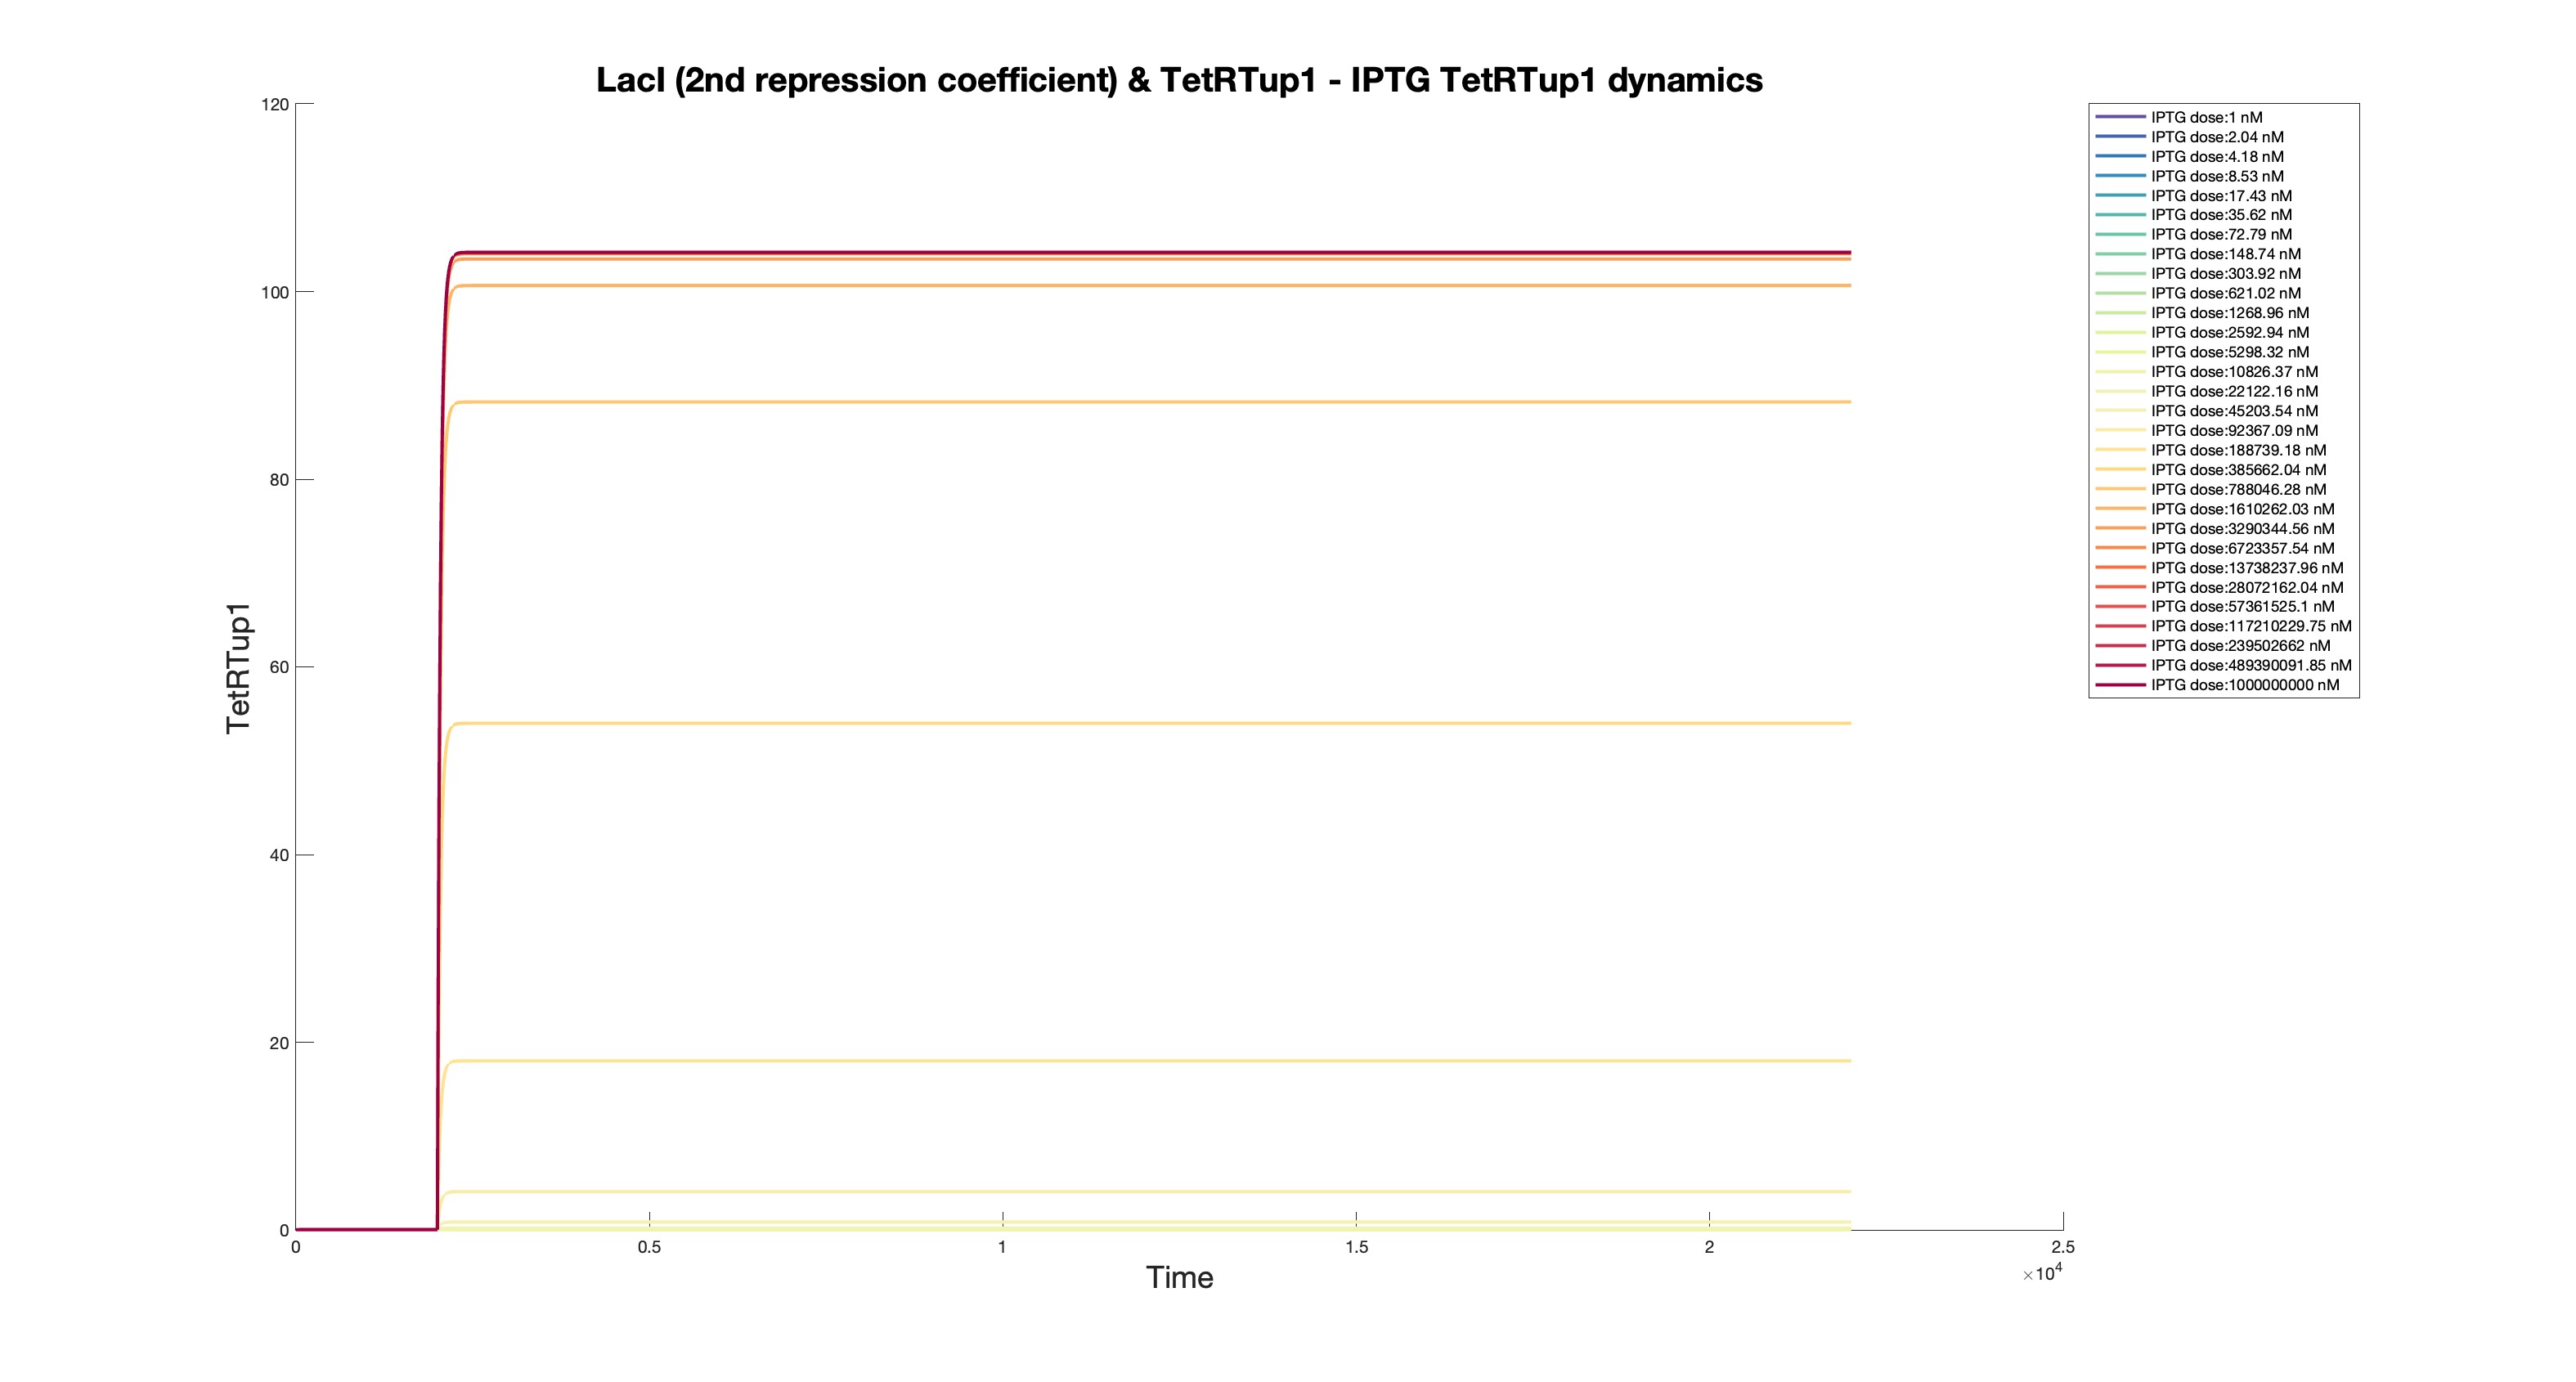 LacI (2nd repression coefficient) & TetRTup1 - IPTG TetRTup1 dynamics
120
100
80
60
40
20
0
TetRTup1
0
0.5
1
1.5
2
2.5
×10^4
Time
IPTG dose:1 nM
IPTG dose:2.04 nM
IPTG dose:4.18 nM
IPTG dose:8.53 nM
IPTG dose:17.43 nM
IPTG dose:35.62 nM
IPTG dose:72.79 nM
IPTG dose:148.74 nM
IPTG dose:303.92 nM
IPTG dose:621.02 nM
IPTG dose:1268.96 nM
IPTG dose:2592.94 nM
IPTG dose:5298.32 nM
IPTG dose:10826.37 nM
IPTG dose:22122.16 nM
IPTG dose:45203.54 nM
IPTG dose:92367.09 nM
IPTG dose:188739.18 nM
IPTG dose:385662.04 nM
IPTG dose:788046.28 nM
IPTG dose:1610262.03 nM
IPTG dose:3290344.56 nM
IPTG dose:6723357.54 nM
IPTG dose:13738237.96 nM
IPTG dose:28072162.04 nM
IPTG dose:57361525.1 nM
IPTG dose:117210229.75 nM
IPTG dose:239502662 nM
IPTG dose:489390091.85 nM
IPTG dose:1000000000 nM